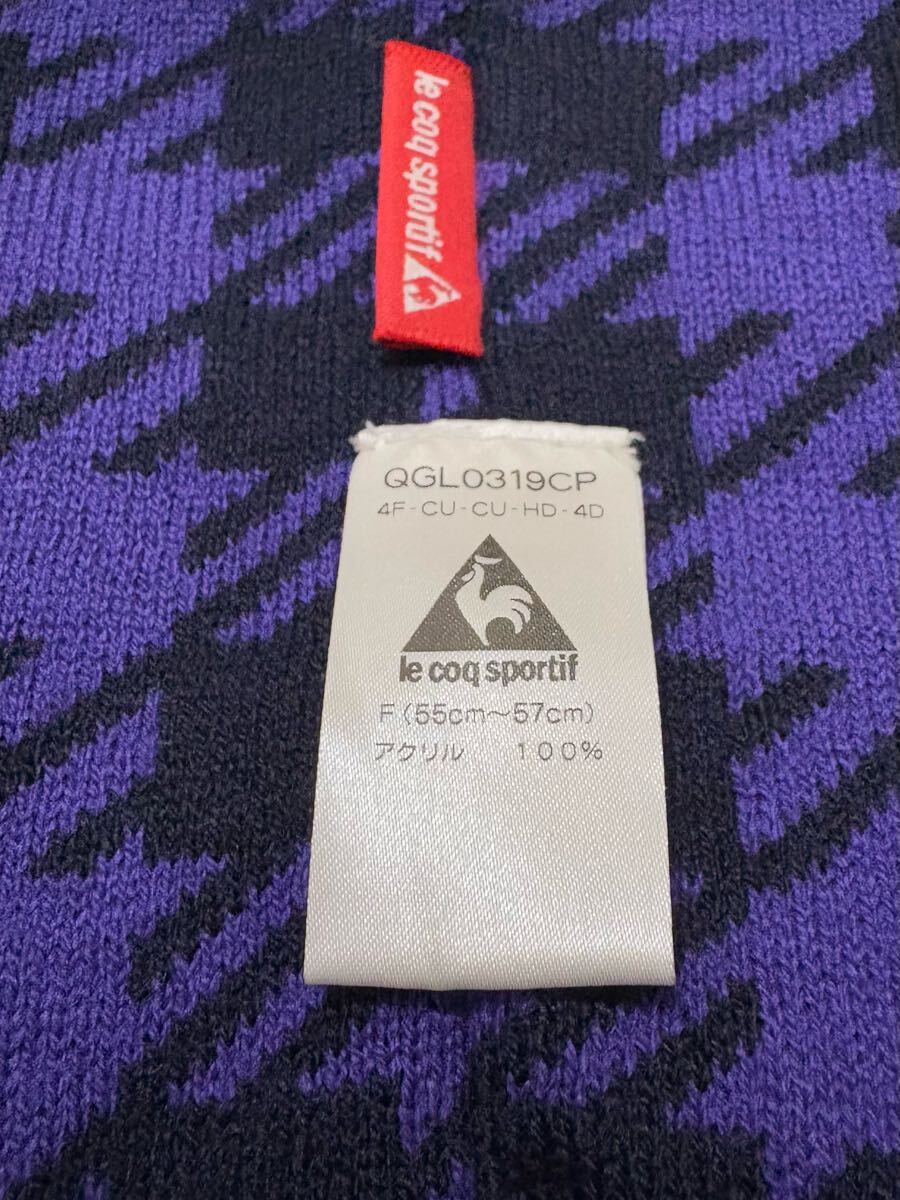 le coq sportif
QGL0319CP
4F-CU-CU-HD-4D
le coq sportif
F(55cm～57cm)
アクリル 100%